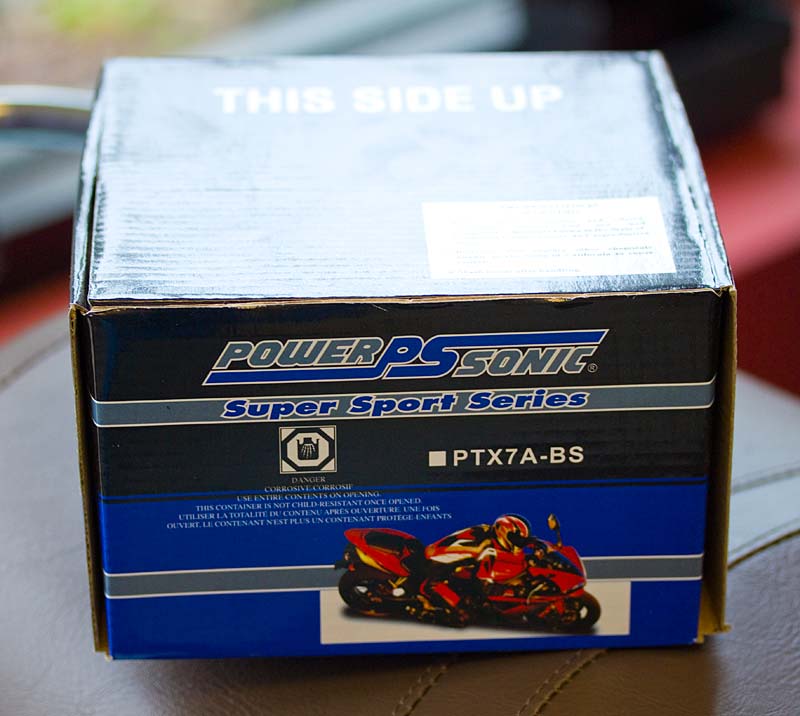 THIS SIDE UP
POWER PS SONIC®
Super Sport Series
PTX7A-BS
DANGER
CORROSIVE-CORROSIF
USE ENTIRE CONTENTS ON OPENING.
THIS CONTAINER IS NOT CHILD-RESISTANT ONCE OPENED.
UTILISER LA TOTALITÉ DU CONTENU APRÈS OUVERTURE. UNE FOIS
OUVERT, LE CONTENANT N'EST PLUS UN CONTENANT PROTÈGE-ENFANTS